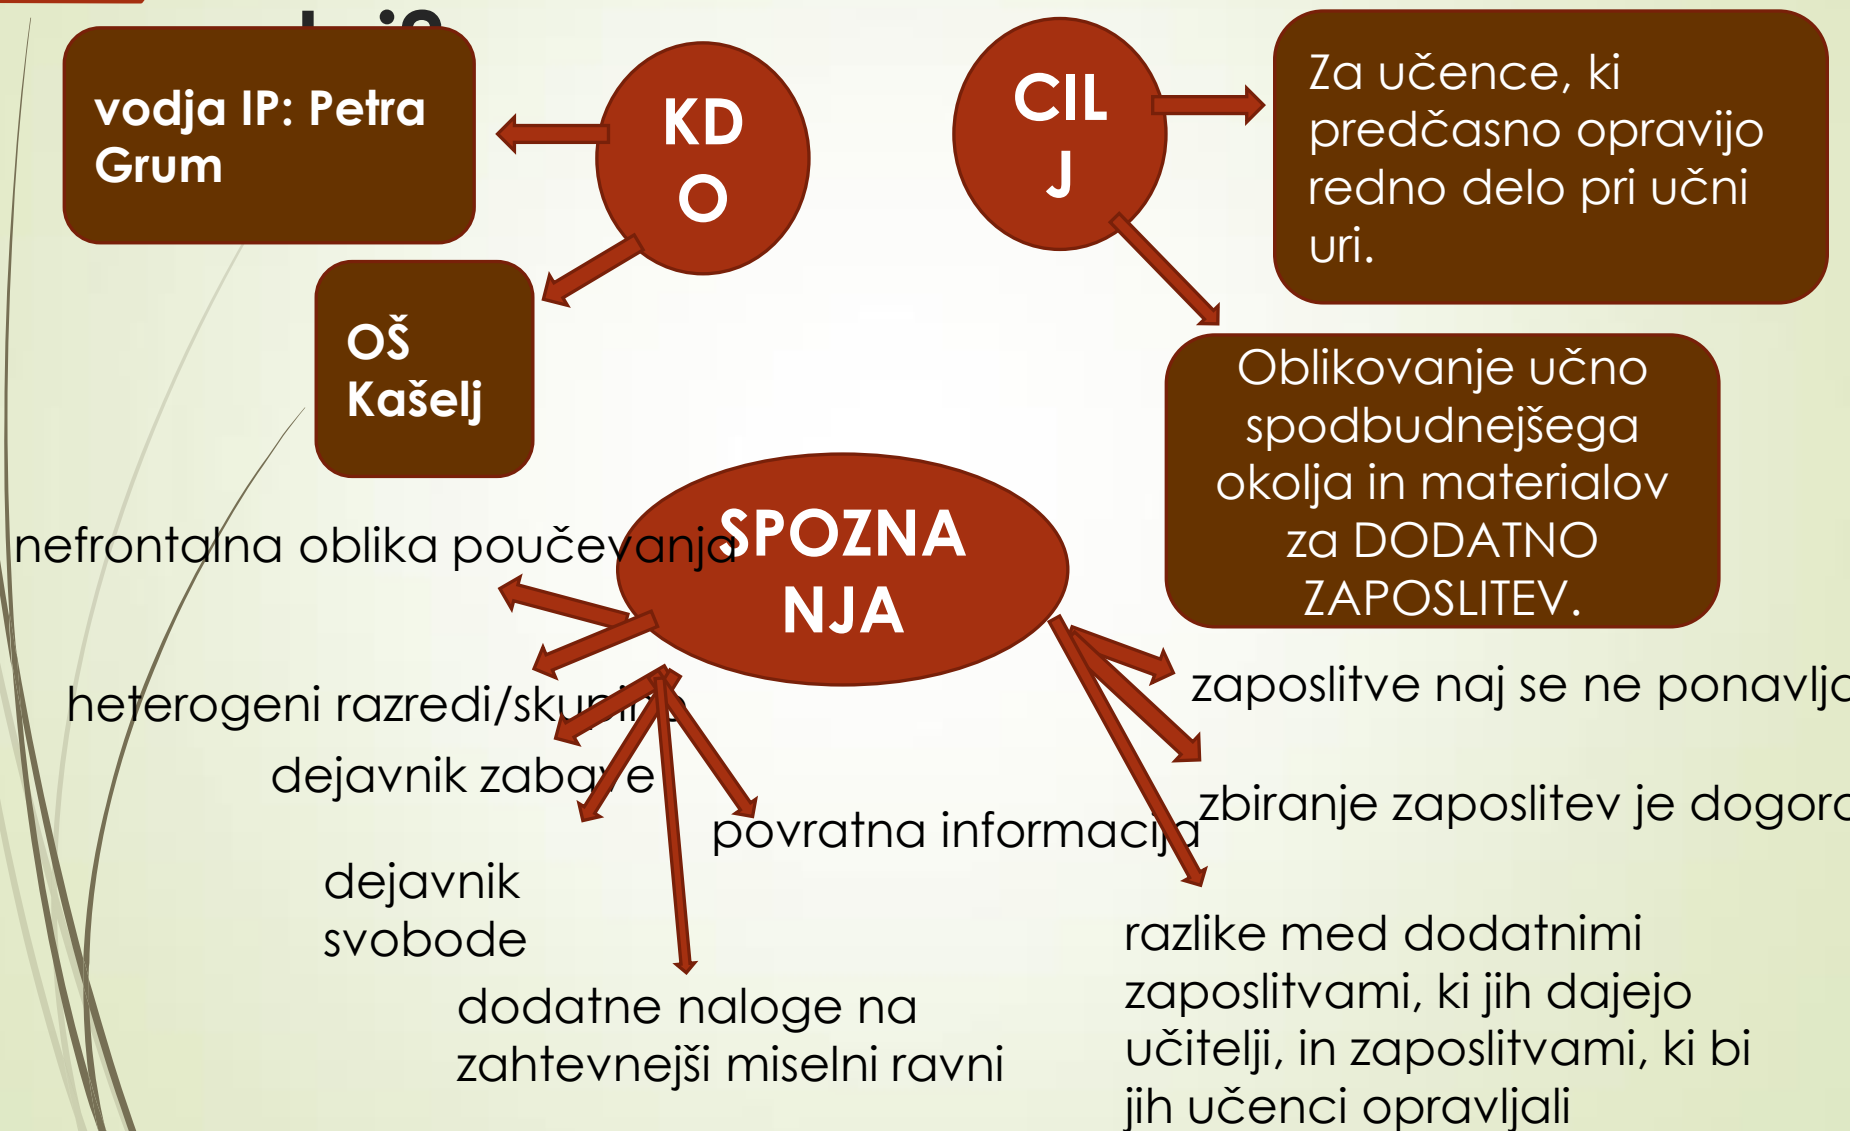 vodja IP: Petra
Grum
KD
O
CIL
J
Za učence, ki
predčasno opravijo
redno delo pri učni
uri.
OŠ
Kašelj
Oblikovanje učno
spodbudnejšega
okolja in materialov
za DODATNO
ZAPOSLITEV.
SPOZNA
NJA
nefrontalna oblika poučevanja
heterogeni razredi/skupine
dejavnik zabave
dejavnik
svobode
dodatne naloge na
zahtevnejši miselni ravni
povratna informacija
zaposlitve naj se ne
zbiranje zaposlitev je
razlike med dodatnimi
zaposlitvami, ki jih dajejo
učitelji, in zaposlitvami, ki bi
jih učenci opravljali